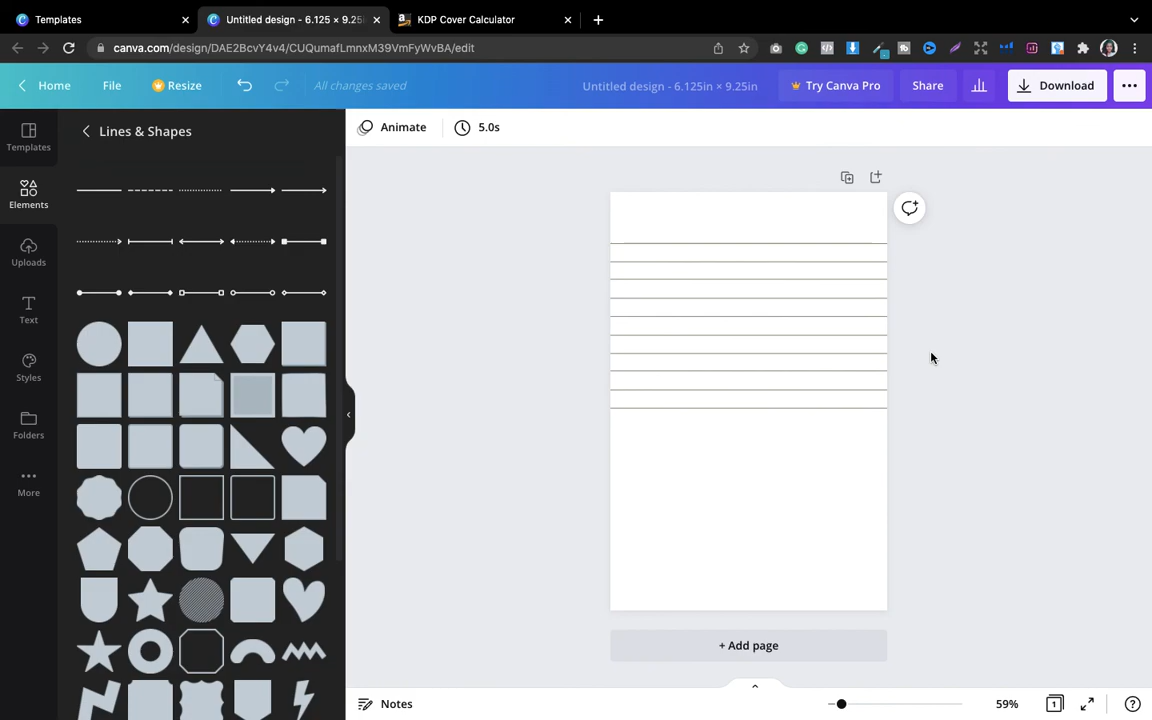 Templates
Untitled design - 6.125 × 9.25
KDP Cover Calculator
canva.com/design/DAE2BcvY4v4/CUQumafLmnxM39VmFyWvBA/edit
Home
File
Resize
All changes saved
Untitled design - 6.125in × 9.25in
Try Canva Pro
Share
Download
Templates
Elements
Uploads
Text
Styles
Folders
More
Lines & Shapes
Animate
5.0s
+ Add page
Notes
59%
1
?